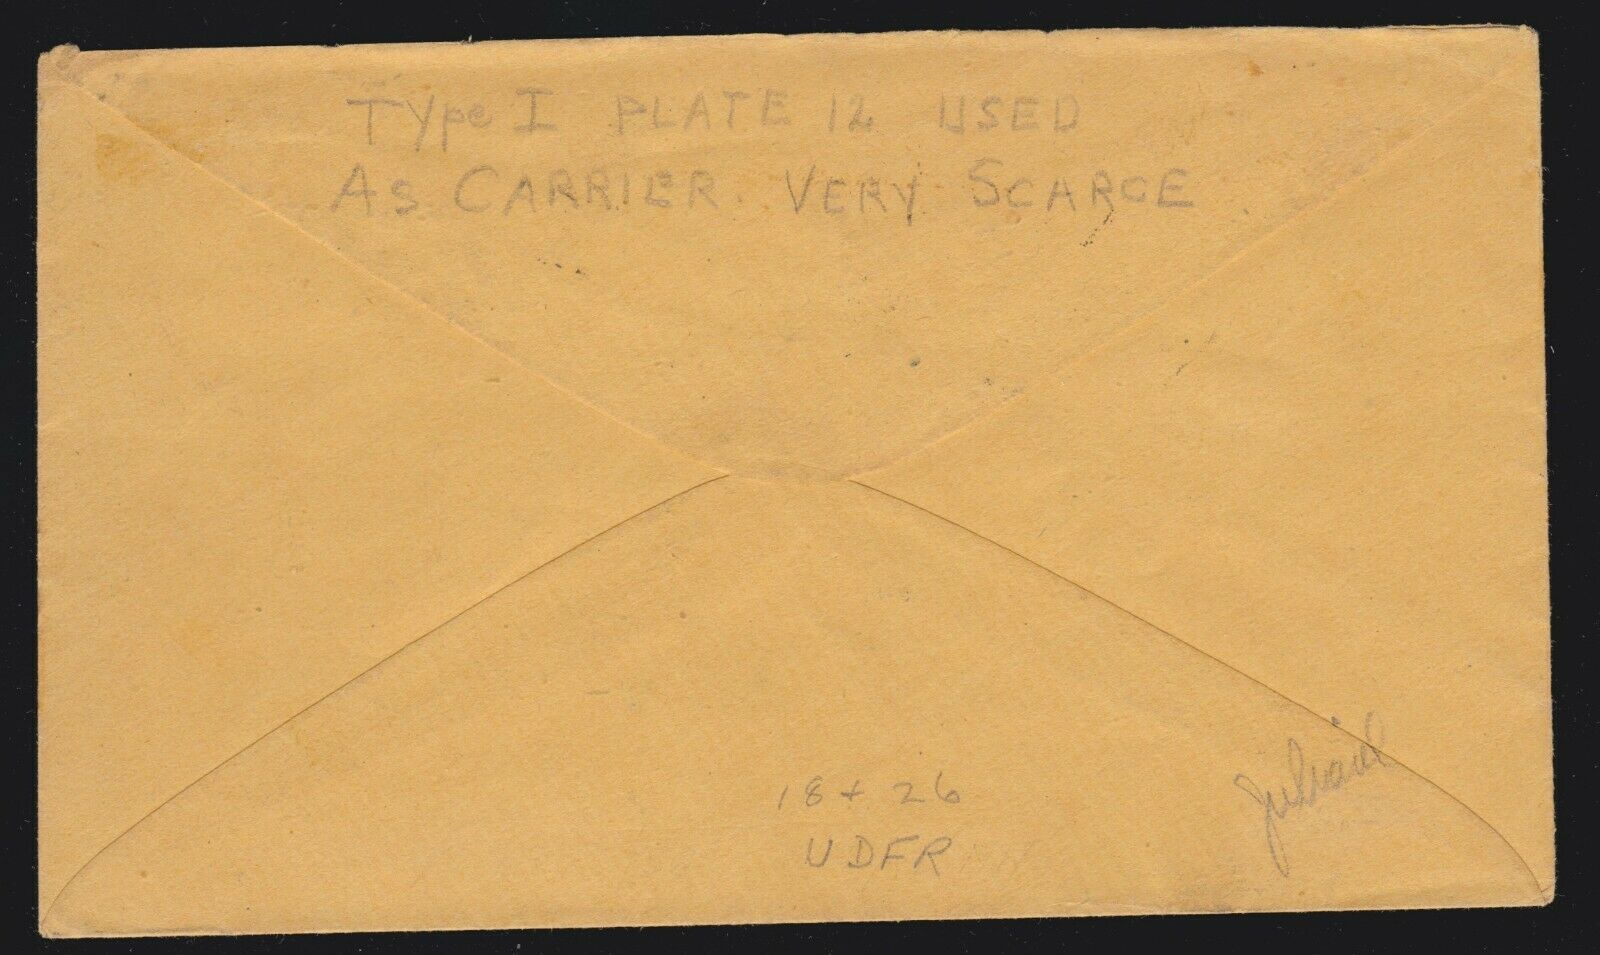 Type I PLATE 12 USED
As CARRIER. VERY SCARCE
18 + 26
UDFR